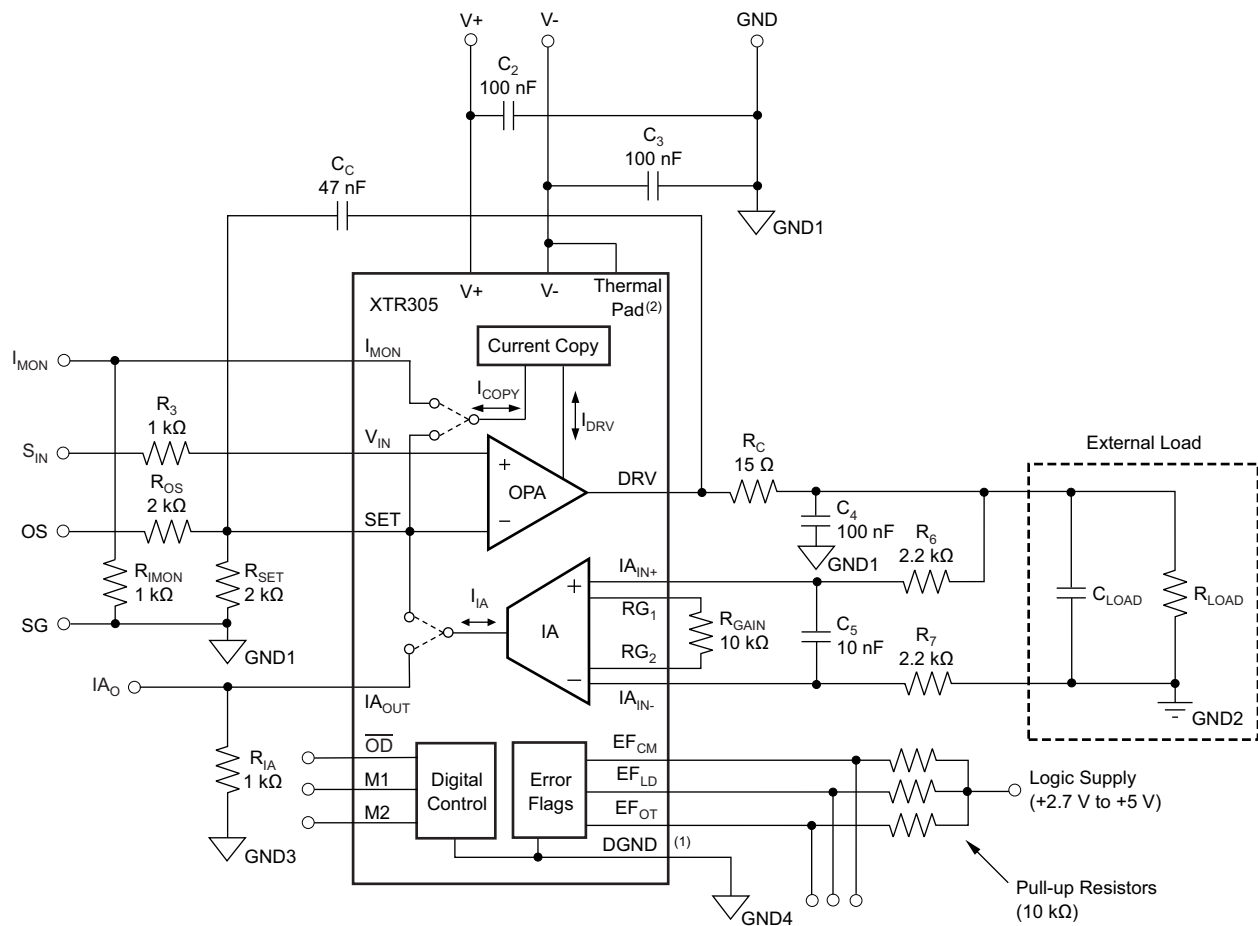 V+
V-
GND
C2
100 nF
C3
100 nF
GND1
CC
47 nF
XTR305
V+
V-
Thermal
Pad(2)
Current Copy
IMON
IMON
ICOPY
IDRV
R3
1 kΩ
SIN
VIN
+
OPA
−
DRV
RC
15 Ω
External Load
ROS
2 kΩ
OS
SET
C4
100 nF
GND1
R6
2.2 kΩ
RIMON
1 kΩ
RSET
2 kΩ
SG
GND1
IIA
+
IA
−
IAIN+
RG1
RGAIN
10 kΩ
RG2
IAIN-
C5
10 nF
R7
2.2 kΩ
CLOAD
RLOAD
GND2
IAO
IAOUT
RIA
1 kΩ
GND3
OD
M1
M2
Digital
Control
Error
Flags
EFCM
EFLD
EFOT
DGND
(1)
GND4
Logic Supply
(+2.7 V to +5 V)
Pull-up Resistors
(10 kΩ)